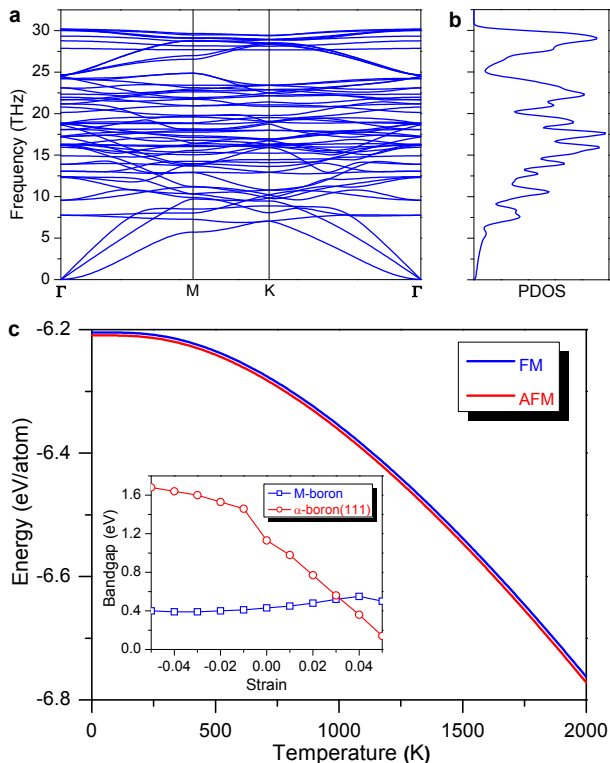 a
b
Frequency (THz)
30
25
20
15
10
5
0
Γ
M
K
Γ
PDOS
c
-6.2
-6.4
-6.6
-6.8
Energy (eV/atom)
FM
AFM
M-boron
α-boron(111)
Bandgap (eV)
1.6
1.2
0.8
0.4
0.0
-0.04
-0.02
0.00
0.02
0.04
Strain
0
500
1000
1500
2000
Temperature (K)